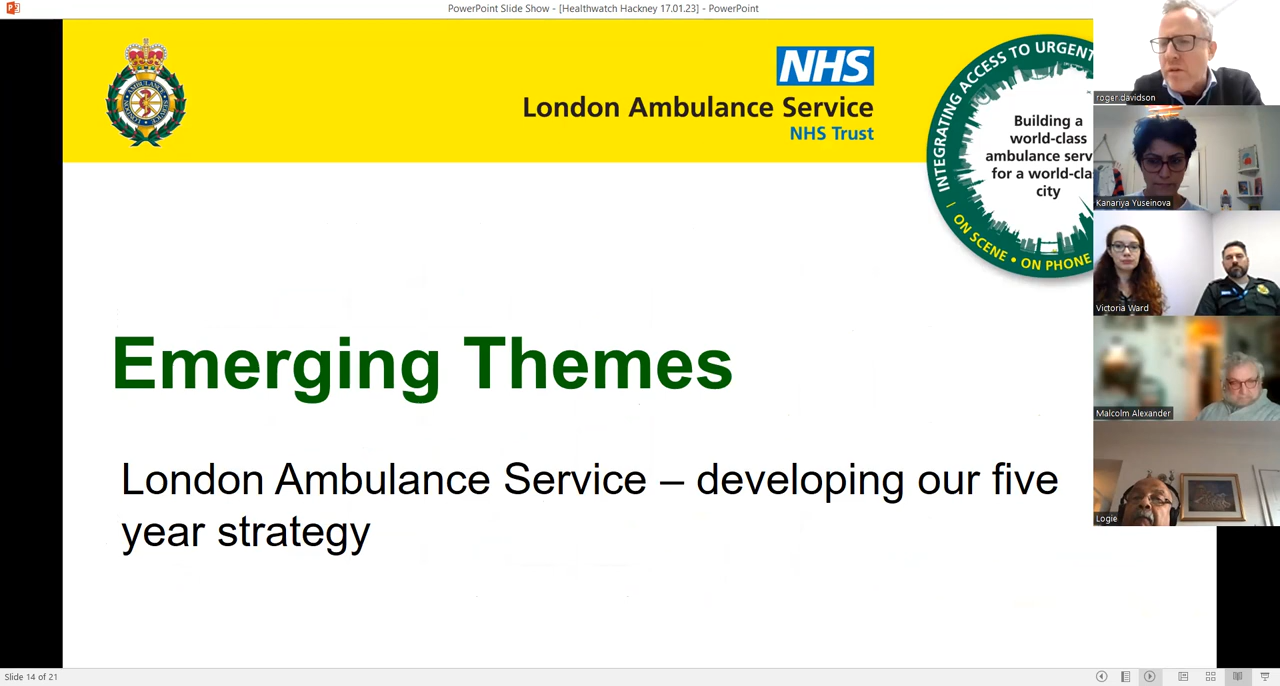 PowerPoint Slide Show - [Healthwatch Hackney 17.01.23] - PowerPoint
NHS
London Ambulance Service
NHS Trust
INTEGRATING ACCESS TO URGENT
| ON SCENE • ON PHONE
Building a
world-class
ambulance serv
for a world-cla
city
Emerging Themes
London Ambulance Service – developing our five
year strategy
roger.davidson
Kanariya Yuseinova
Victoria Ward
Malcolm Alexander
Logie
Slide 14 of 21